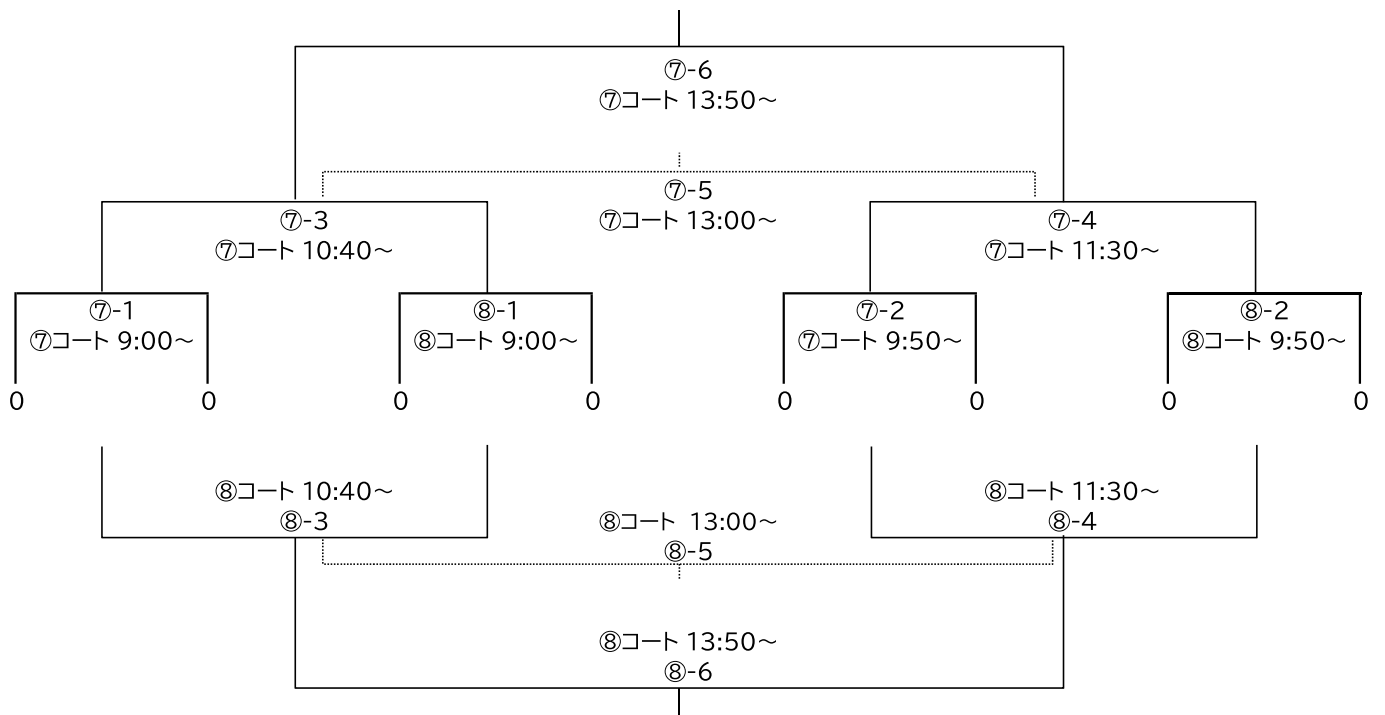 ⑦-6
⑦コート 13:50～
⑦-5
⑦コート 13:00～
⑦-3
⑦コート 10:40～
⑦-4
⑦コート 11:30～
⑦-1
⑦コート 9:00～
⑧-1
⑧コート 9:00～
⑦-2
⑦コート 9:50～
⑧-2
⑧コート 9:50～
0 0 0 0 0 0 0 0
⑧コート 10:40～
⑧-3
⑧コート 13:00～
⑧-5
⑧コート 11:30～
⑧-4
⑧コート 13:50～
⑧-6